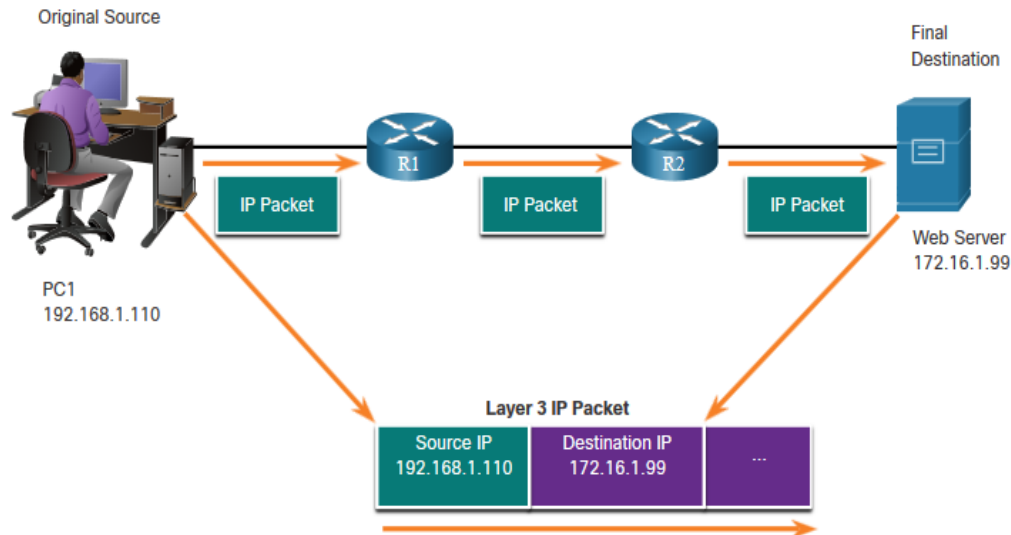 Original Source
Final
Destination
R1
R2
IP Packet
IP Packet
IP Packet
Web Server
172.16.1.99
PC1
192.168.1.110
Layer 3 IP Packet
Source IP
192.168.1.110
Destination IP
172.16.1.99
...